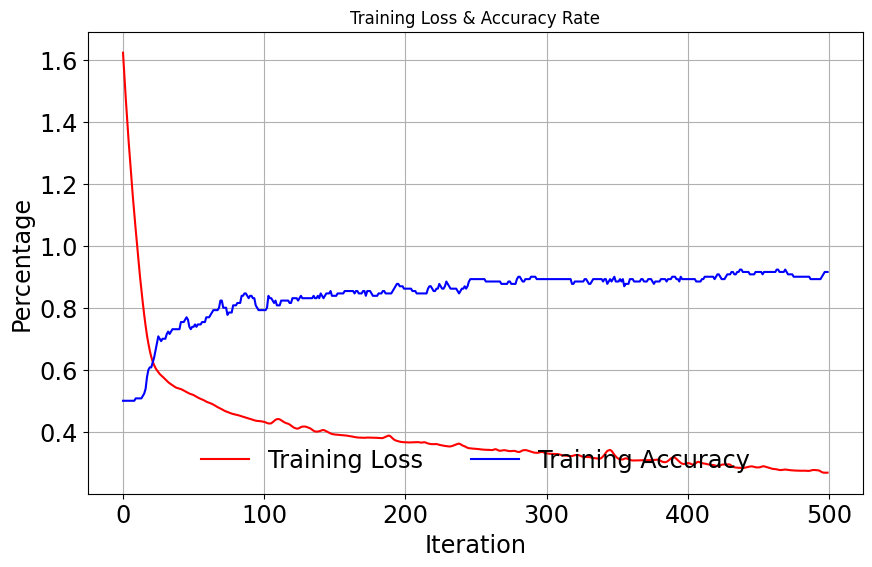 Training Loss & Accuracy Rate
1.6
1.4
1.2
1.0
0.8
0.6
0.4
Percentage
Training Loss
Training Accuracy
0 100 200 300 400 500
Iteration